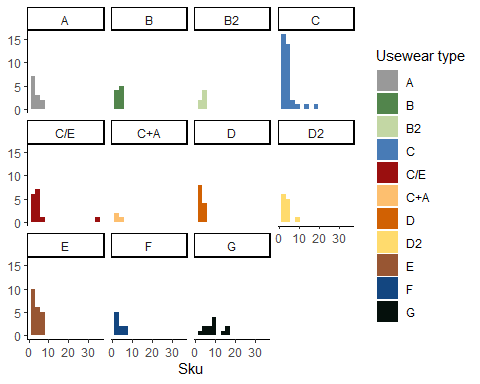 A B B2 C
15
10
5
0
Usewear type
A
B
B2
C
C/E
C+A
D
D2
E
F
G
C/E C+A D D2
15
10
5
0
0 10 20 30
E F G
15
10
5
0
0 10 20 30 0 10 20 30 0 10 20 30
Sku